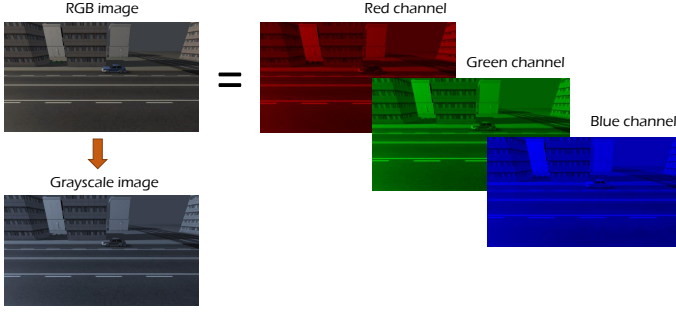 RGB image
Red channel
=
Green channel
Blue channel
Grayscale image